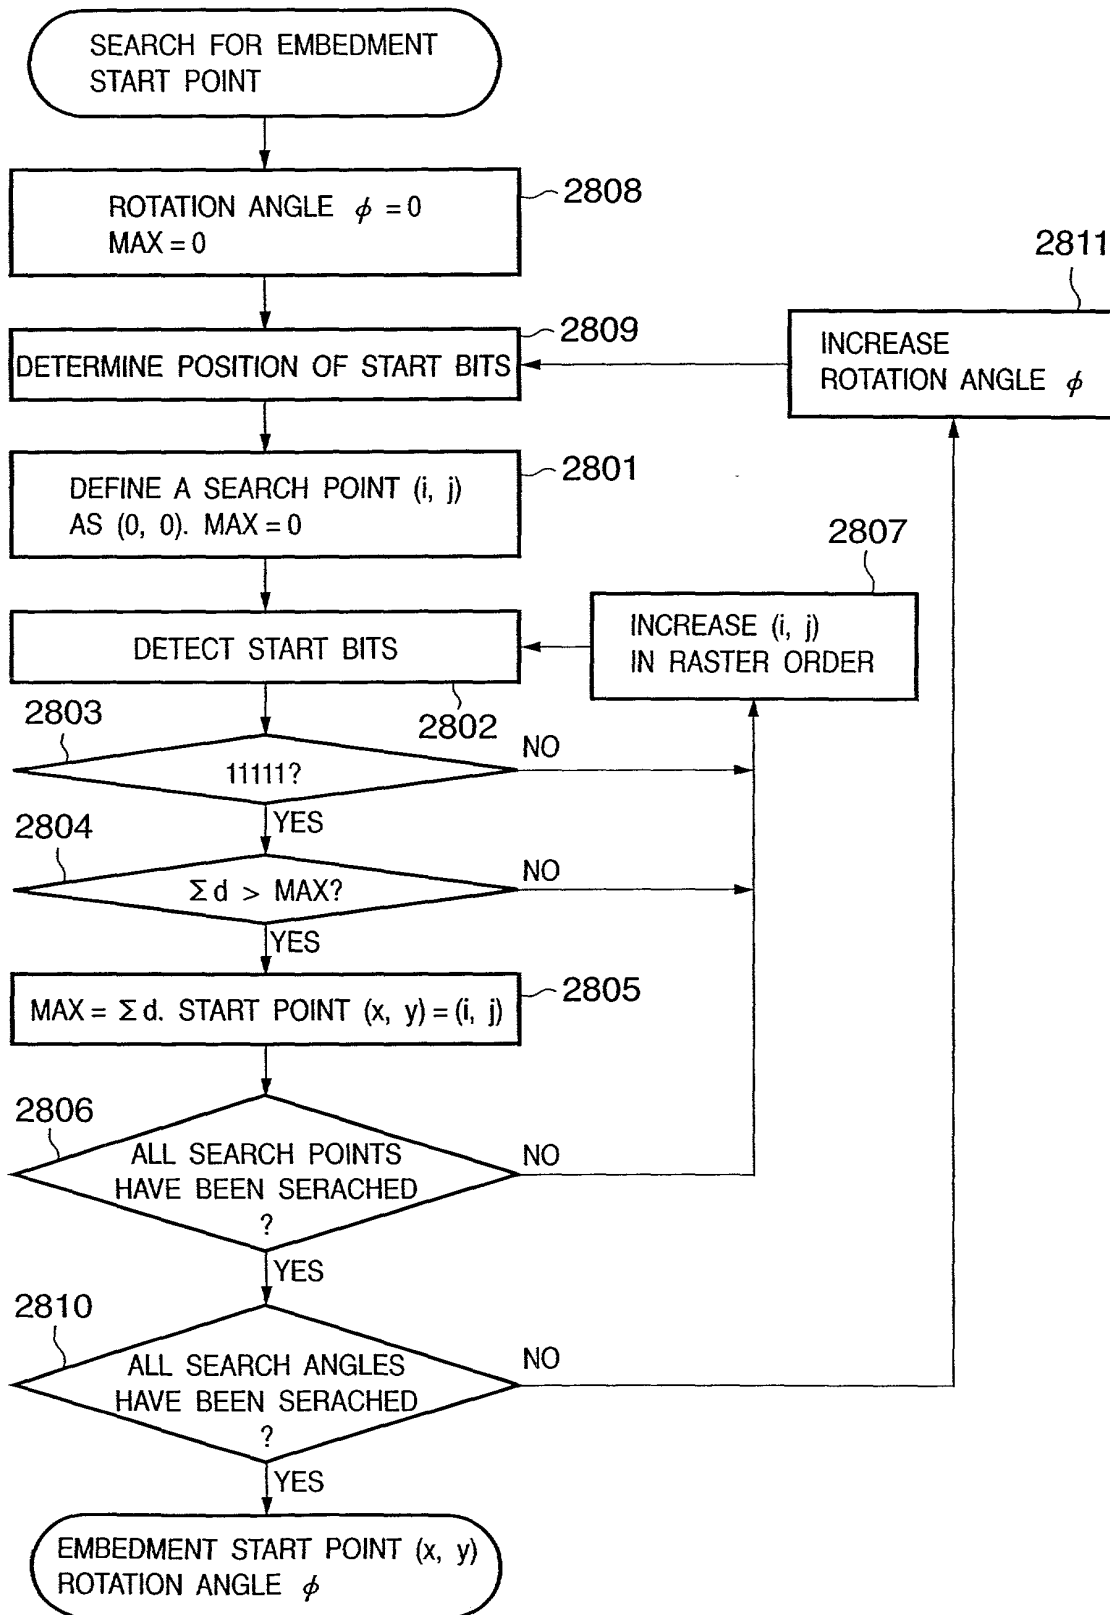 SEARCH FOR EMBEDMENT
START POINT
ROTATION ANGLE ϕ = 0
MAX = 0
2808
2811
DETERMINE POSITION OF START BITS
2809
INCREASE
ROTATION ANGLE ϕ
DEFINE A SEARCH POINT (i, j)
AS (0, 0). MAX = 0
2801
2807
DETECT START BITS
2802
INCREASE (i, j)
IN RASTER ORDER
2803
11111?
NO
YES
2804
Σd > MAX?
NO
YES
MAX = Σd. START POINT (x, y) = (i, j)
2805
2806
ALL SEARCH POINTS
HAVE BEEN SERACHED
?
NO
YES
2810
ALL SEARCH ANGLES
HAVE BEEN SERACHED
?
NO
YES
EMBEDMENT START POINT (x, y)
ROTATION ANGLE ϕ